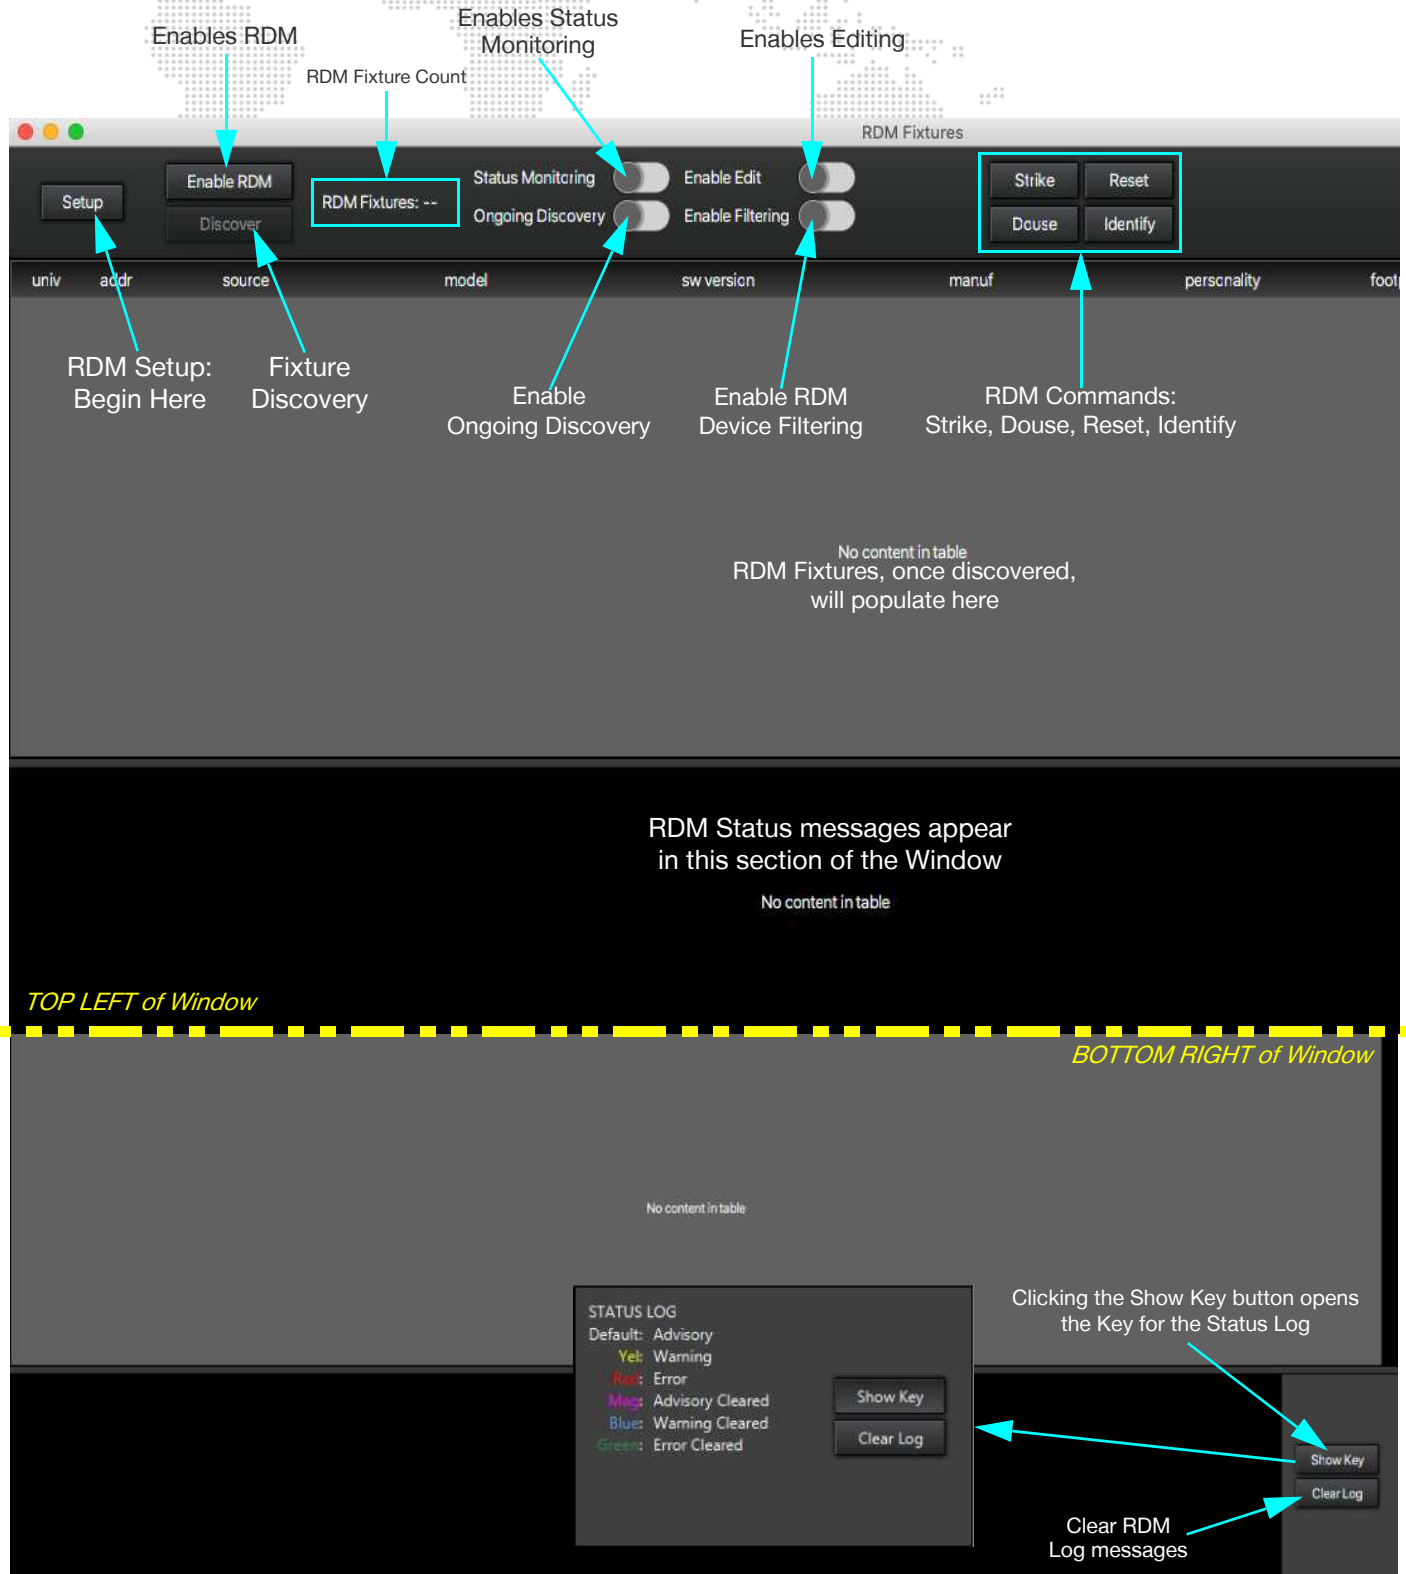 Enables RDM
RDM Fixture Count
Enables Status
Monitoring
Enables Editing
RDM Fixtures
Setup
Enable RDM
Discover
RDM Fixtures: --
Status Monitoring
Ongoing Discovery
Enable Edit
Enable Filtering
Strike
Reset
Douse
Identify
univ addr source model sw version manuf personality
RDM Setup:
Begin Here
Fixture
Discovery
Enable
Ongoing Discovery
Enable RDM
Device Filtering
RDM Commands:
Strike, Douse, Reset, Identify
No content in table
RDM Fixtures, once discovered,
will populate here
RDM Status messages appear
in this section of the Window
No content in table
TOP LEFT of Window
BOTTOM RIGHT of Window
No content in table
STATUS LOG
Default: Advisory
Yel: Warning
Red: Error
Mag: Advisory Cleared
Blue: Warning Cleared
Green: Error Cleared
Show Key
Clear Log
Clicking the Show Key button opens
the Key for the Status Log
Show Key
Clear Log
Clear RDM
Log messages